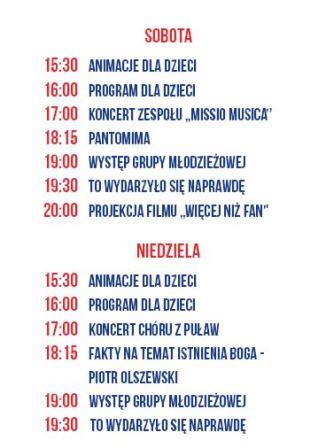 SOBOTA
15:30 ANIMACJE DLA DZIECI
16:00 PROGRAM DLA DZIECI
17:00 KONCERT ZESPOŁU „MISSIO MUSICA”
18:15 PANTOMIMA
19:00 WYSTĘP GRUPY MŁODZIEŻOWEJ
19:30 TO WYDARZYŁO SIĘ NAPRAWDĘ
20:00 PROJEKCJA FILMU „WIĘCEJ NIŻ FAN”
NIEDZIELA
15:30 ANIMACJE DLA DZIECI
16:00 PROGRAM DLA DZIECI
17:00 KONCERT CHÓRU Z PUŁAW
18:15 FAKTY NA TEMAT ISTNIENIA BOGA -
PIOTR OLSZEWSKI
19:00 WYSTĘP GRUPY MŁODZIEŻOWEJ
19:30 TO WYDARZYŁO SIĘ NAPRAWDĘ